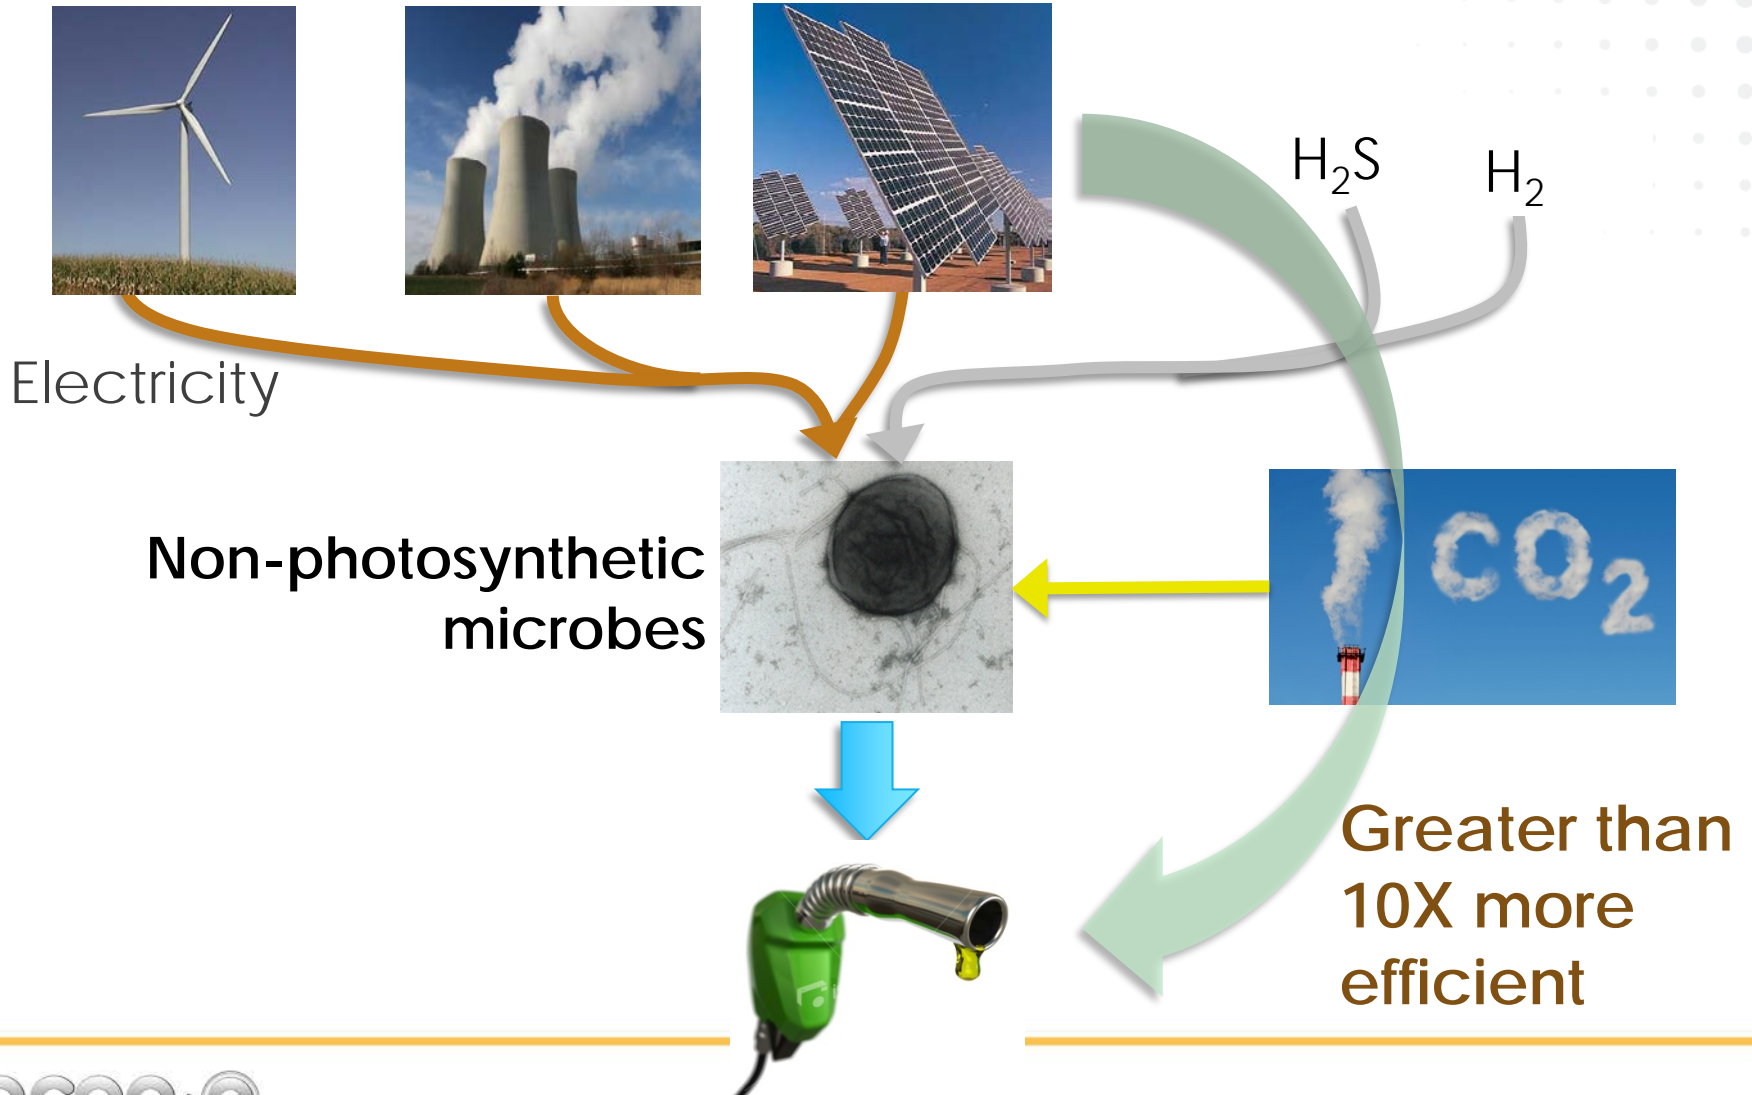 H₂S
H₂
Electricity
Non-photosynthetic
microbes
CO₂
Greater than
10X more
efficient